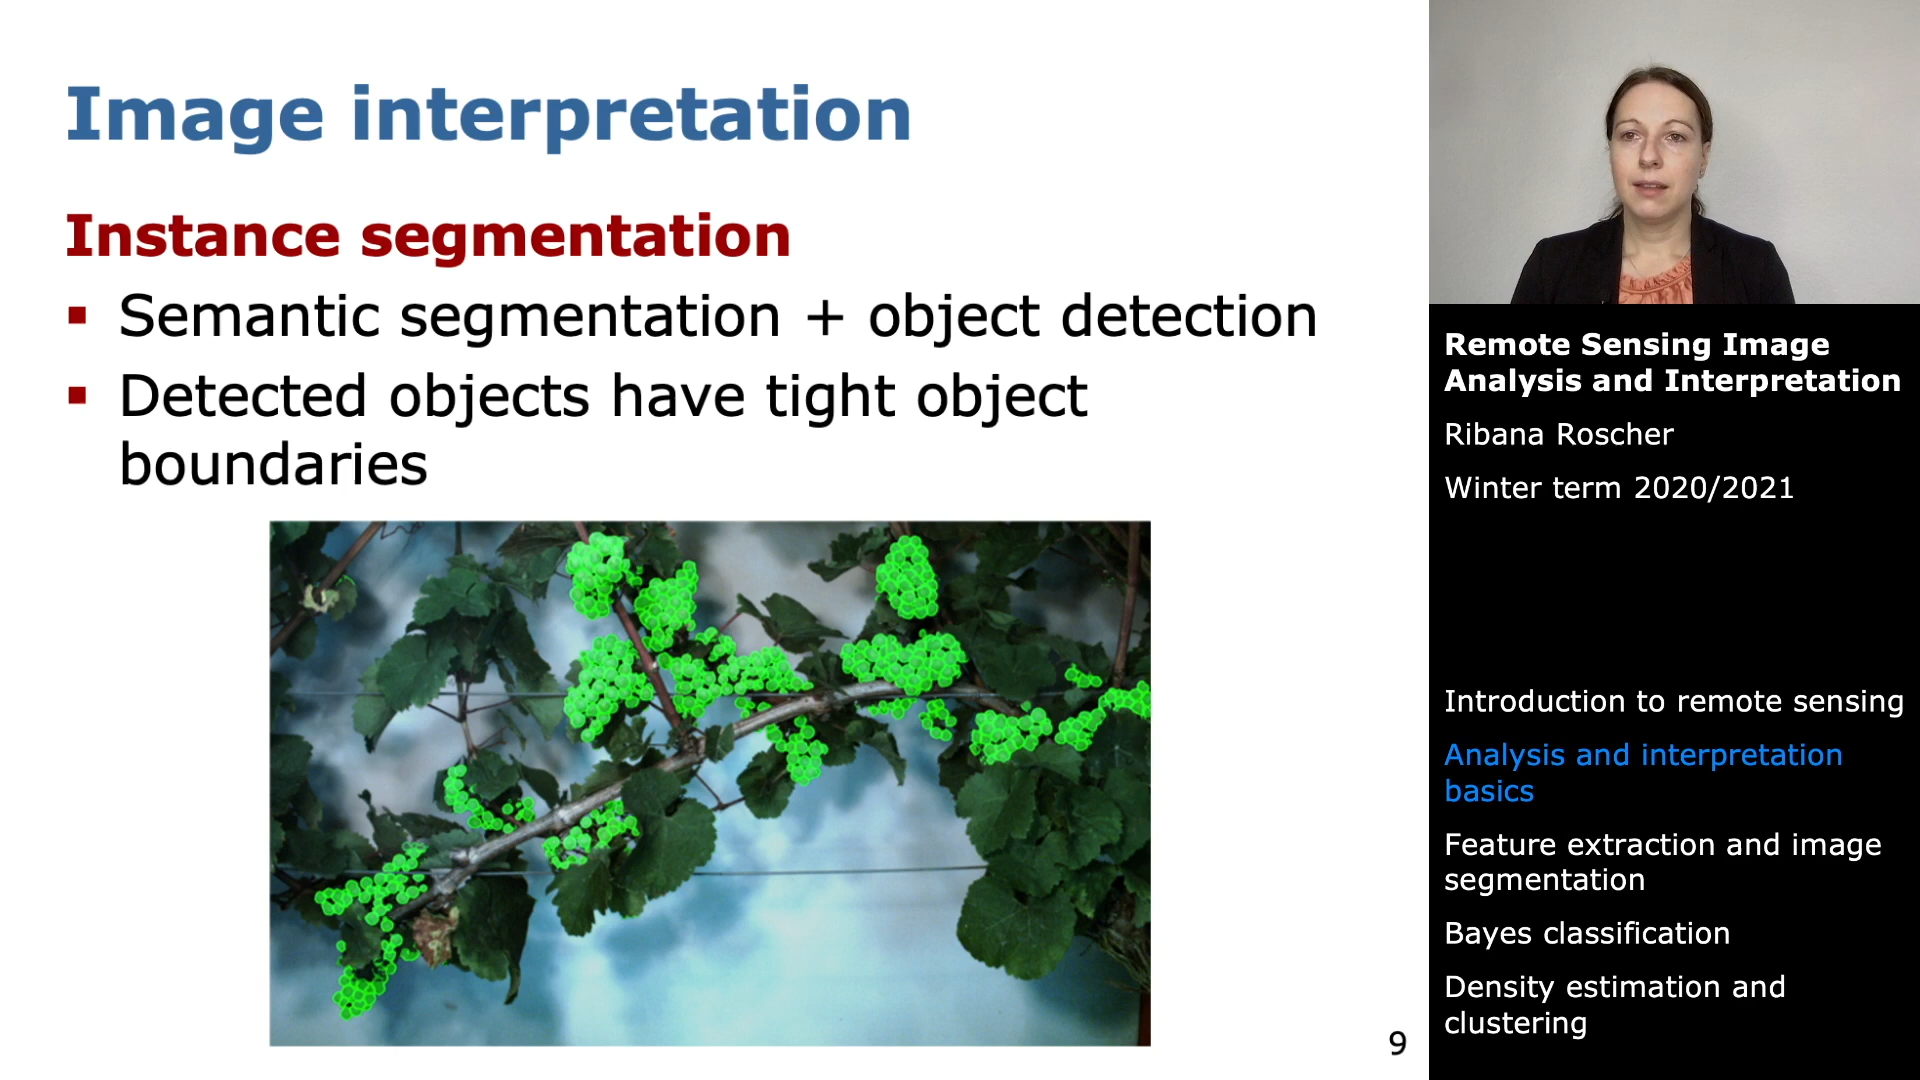 Image interpretation
Instance segmentation
Semantic segmentation + object detection
Detected objects have tight object
boundaries
9
Remote Sensing Image
Analysis and Interpretation
Ribana Roscher
Winter term 2020/2021
Introduction to remote sensing
Analysis and interpretation
basics
Feature extraction and image
segmentation
Bayes classification
Density estimation and
clustering